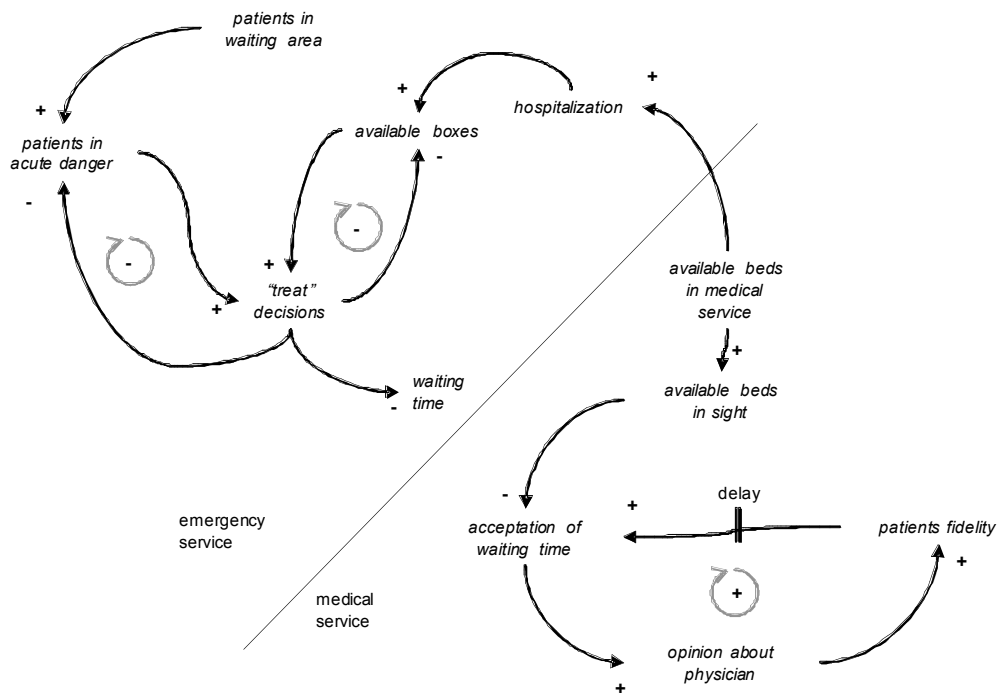 patients in
waiting area
+
patients in
acute danger
-
-
+
+
available boxes
-
-
+
"treat"
decisions
hospitalization
+
waiting
time
-
available beds
in medical
service
+
available beds
in sight
-
acceptation of
waiting time
+
delay
patients fidelity
+
+
opinion about
physician
+
emergency
service
medical
service